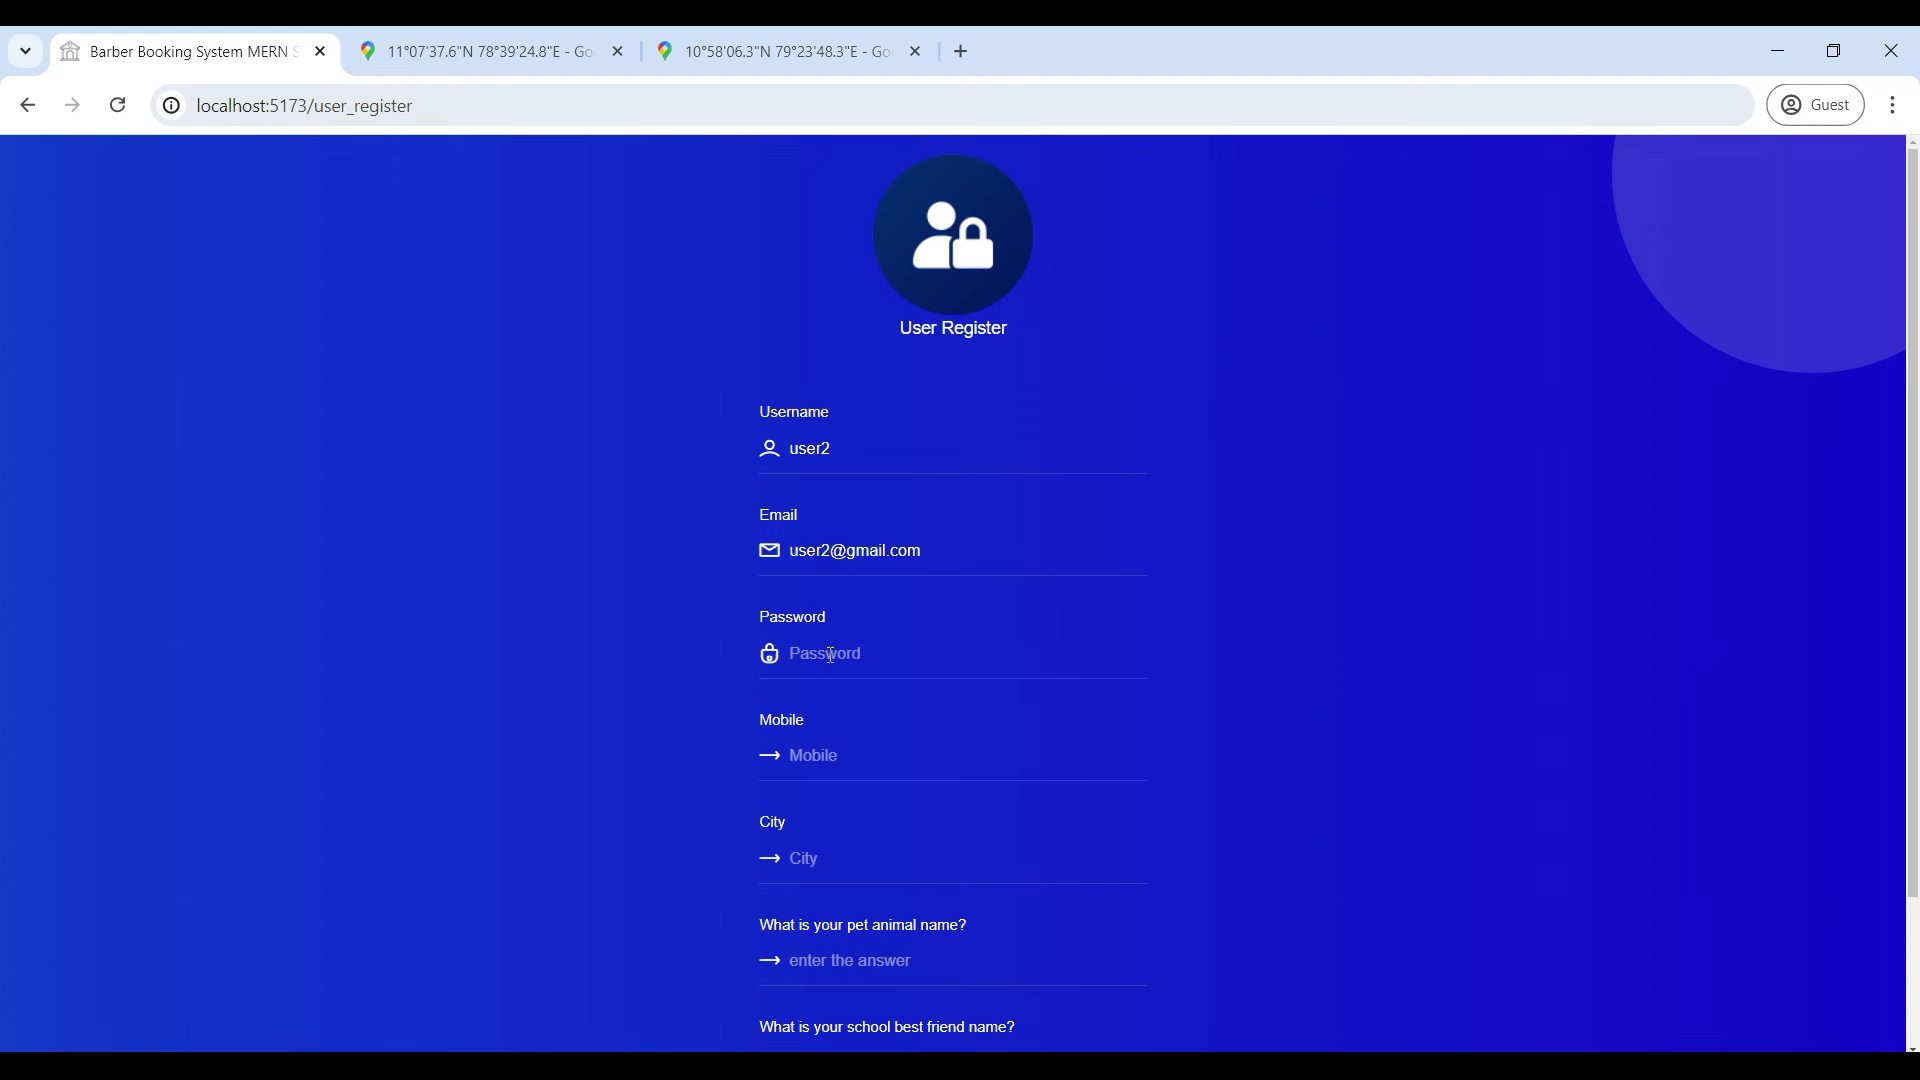 Barber Booking System MERN S
11°07'37.6"N 78°39'24.8"E - Go
10°58'06.3"N 79°23'48.3"E - Go
localhost:5173/user_register
Guest
User Register
Username
user2
Email
user2@gmail.com
Password
Password
Mobile
Mobile
City
City
What is your pet animal name?
enter the answer
What is your school best friend name?